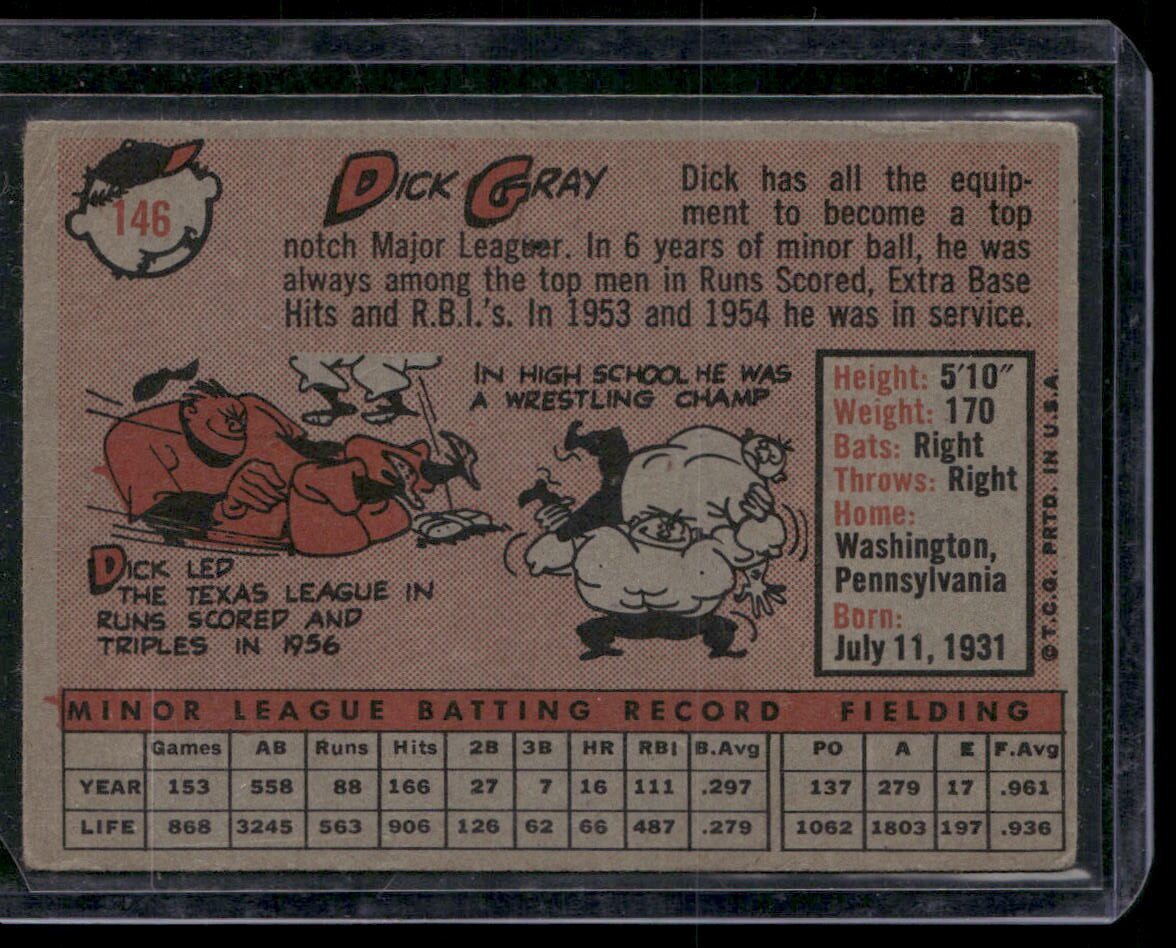 146
DICK GRAY
Dick has all the equip-
ment to become a top
notch Major Leaguer. In 6 years of minor ball, he was
always among the top men in Runs Scored, Extra Base
Hits and R.B.I.'s. In 1953 and 1954 he was in service.
DICK LED
THE TEXAS LEAGUE IN
RUNS SCORED AND
TRIPLES IN 1956
IN HIGH SCHOOL HE WAS
A WRESTLING CHAMP
Height: 5'10"
Weight: 170
Bats: Right
Throws: Right
Home:
Washington,
Pennsylvania
Born:
July 11, 1931
© T.C.G. PRTD. IN U.S.A.
MINOR LEAGUE BATTING RECORD FIELDING
Games AB Runs Hits 2B 3B HR RBI B.Avg PO A E F.Avg
YEAR 153 558 88 166 27 7 16 111 .297 137 279 17 .961
LIFE 868 3245 563 906 126 62 66 487 .279 1062 1803 197 .936